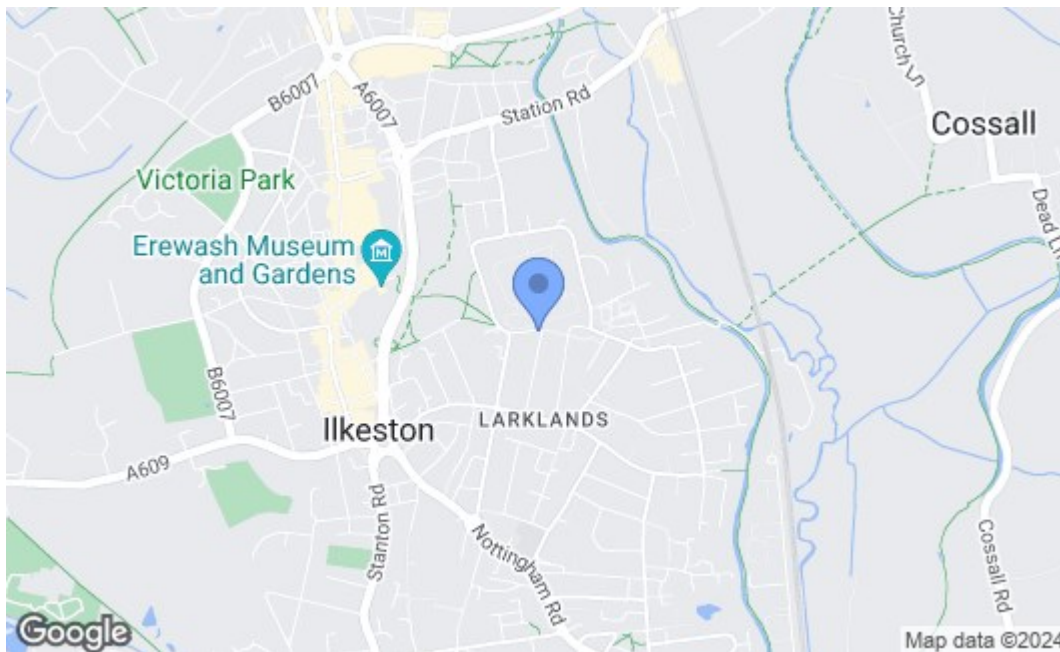 Church
B6007
A6007
Station Rd
Cossall
Victoria Park
Dead L
Erewash Museum
and Gardens
M
B6007
LARKLANDS
Ilkeston
A609
Stanton Rd
Nottingham Rd
Cossall Rd
Google
Map data ©2024